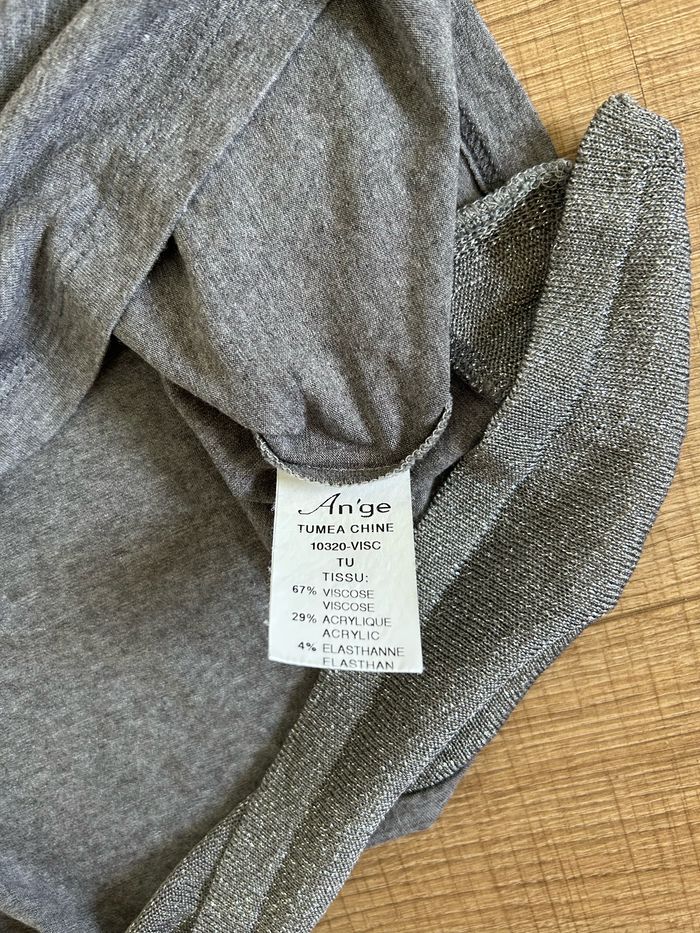 An'ge
TUMEA CHINE
10320-VISC
TU
TISSU:
67% VISCOSE
VISCOSE
29% ACRYLIQUE
ACRYLIC
4% ELASTHANNE
ELASTHAN